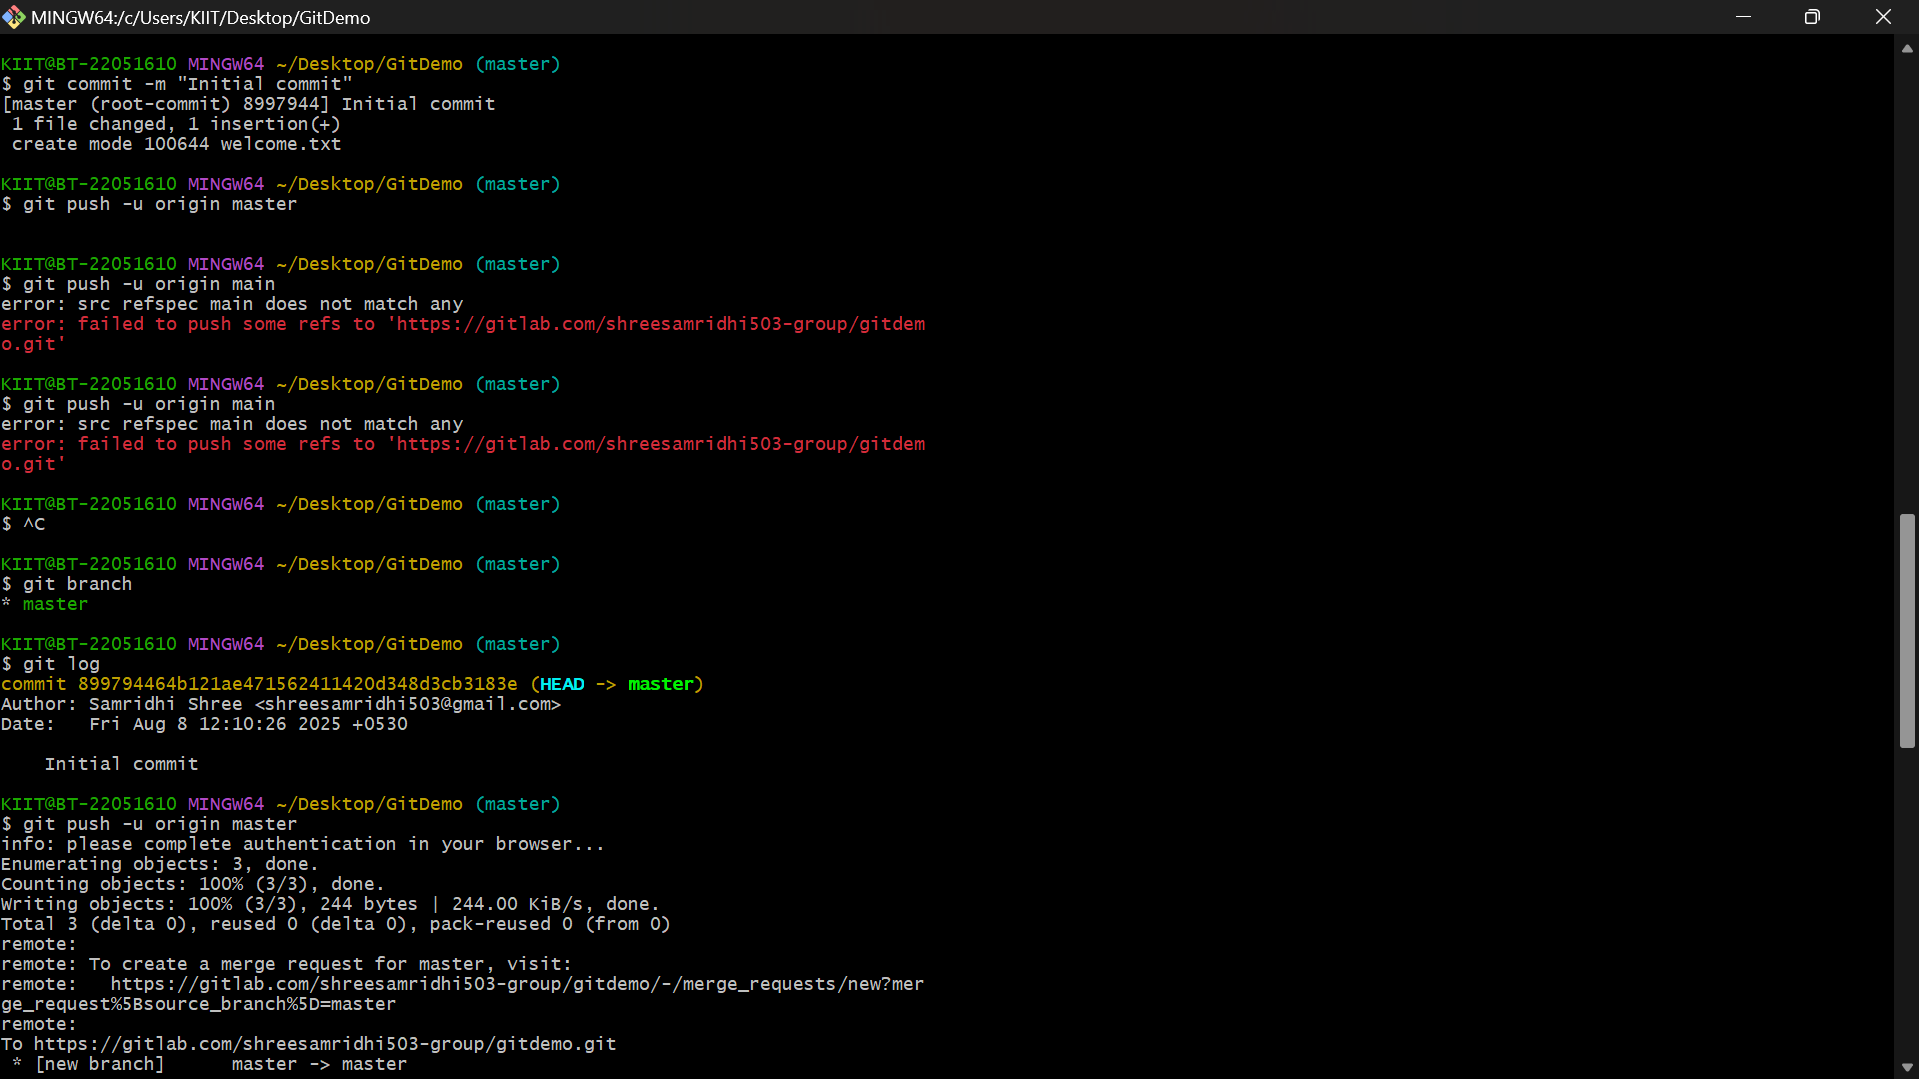 MINGW64:/c/Users/KIIT/Desktop/GitDemo
KIIT@BT-22051610 MINGW64 ~/Desktop/GitDemo (master)
$ git commit -m "Initial commit"
[master (root-commit) 8997944] Initial commit
 1 file changed, 1 insertion(+)
 create mode 100644 welcome.txt

KIIT@BT-22051610 MINGW64 ~/Desktop/GitDemo (master)
$ git push -u origin master


KIIT@BT-22051610 MINGW64 ~/Desktop/GitDemo (master)
$ git push -u origin main
error: src refspec main does not match any
error: failed to push some refs to 'https://gitlab.com/shreesamridhi503-group/gitdem
o.git'

KIIT@BT-22051610 MINGW64 ~/Desktop/GitDemo (master)
$ git push -u origin main
error: src refspec main does not match any
error: failed to push some refs to 'https://gitlab.com/shreesamridhi503-group/gitdem
o.git'

KIIT@BT-22051610 MINGW64 ~/Desktop/GitDemo (master)
$ ^C

KIIT@BT-22051610 MINGW64 ~/Desktop/GitDemo (master)
$ git branch
* master

KIIT@BT-22051610 MINGW64 ~/Desktop/GitDemo (master)
$ git log
commit 899794464b121ae471562411420d348d3cb3183e (HEAD -> master)
Author: Samridhi Shree <shreesamridhi503@gmail.com>
Date:   Fri Aug 8 12:10:26 2025 +0530

    Initial commit

KIIT@BT-22051610 MINGW64 ~/Desktop/GitDemo (master)
$ git push -u origin master
info: please complete authentication in your browser...
Enumerating objects: 3, done.
Counting objects: 100% (3/3), done.
Writing objects: 100% (3/3), 244 bytes | 244.00 KiB/s, done.
Total 3 (delta 0), reused 0 (delta 0), pack-reused 0 (from 0)
remote:
remote: To create a merge request for master, visit:
remote:   https://gitlab.com/shreesamridhi503-group/gitdemo/-/merge_requests/new?mer
ge_request%5Bsource_branch%5D=master
remote:
To https://gitlab.com/shreesamridhi503-group/gitdemo.git
 * [new branch]      master -> master